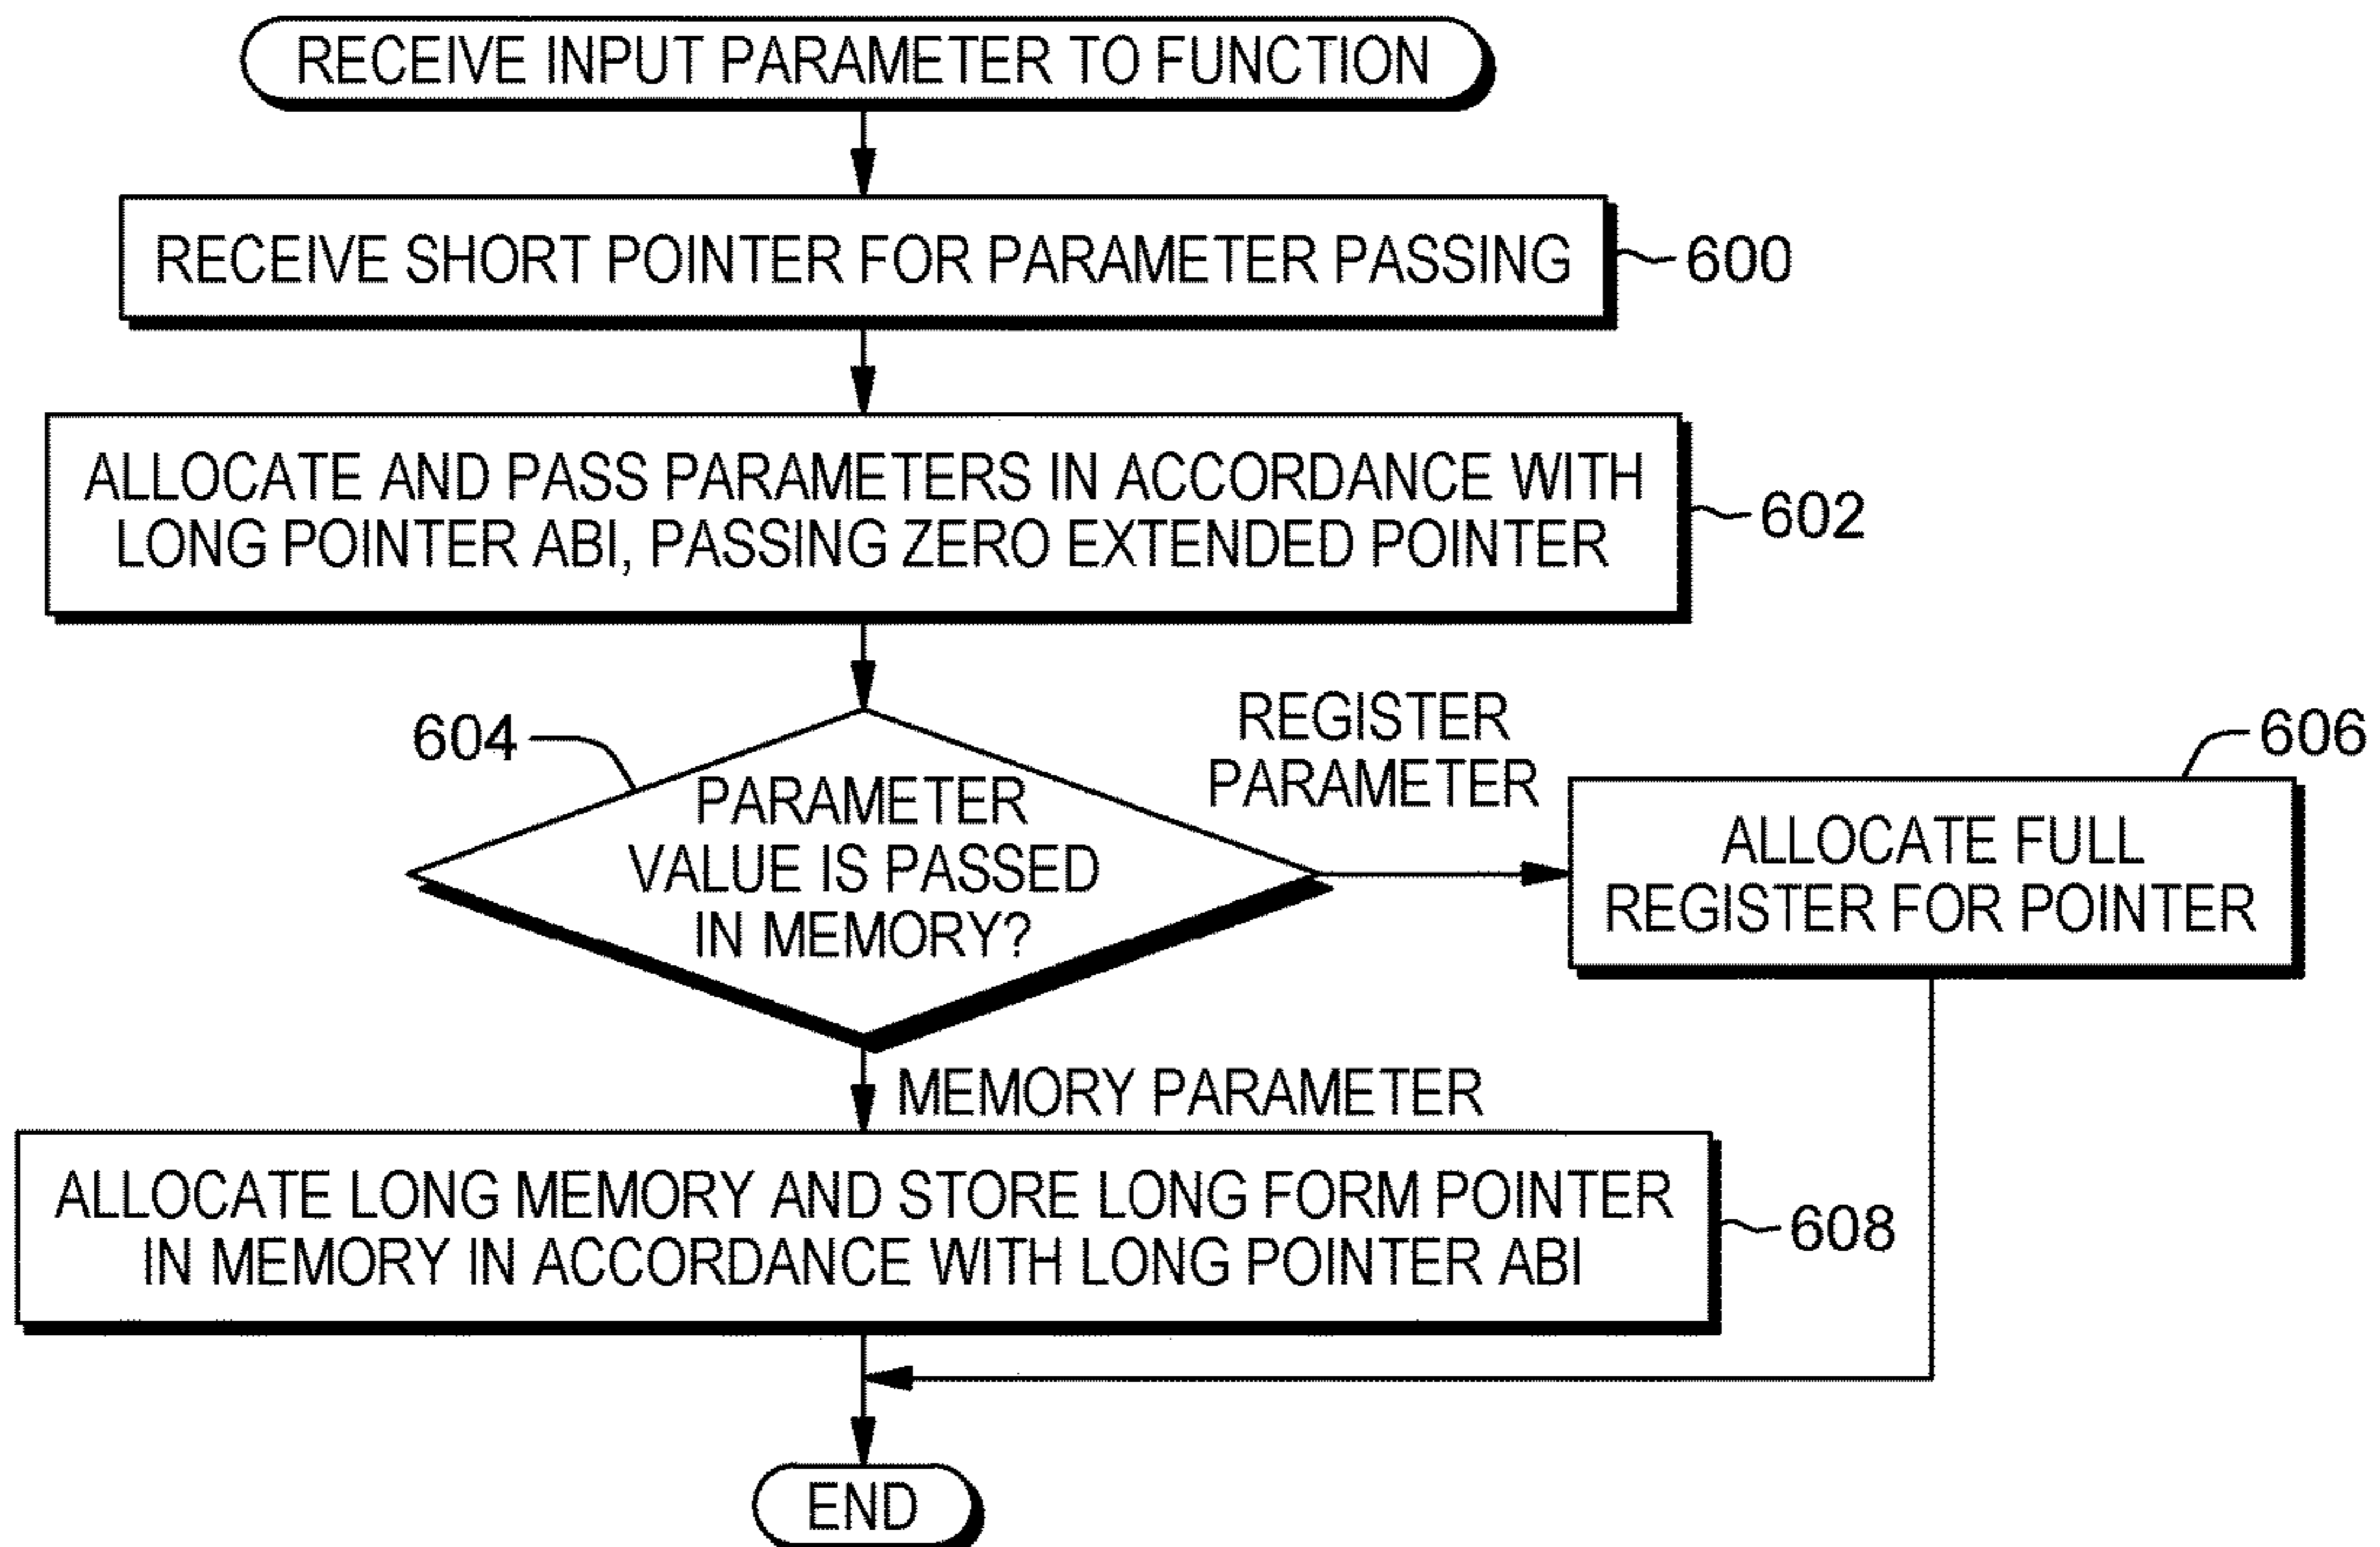 RECEIVE INPUT PARAMETER TO FUNCTION
RECEIVE SHORT POINTER FOR PARAMETER PASSING
600
ALLOCATE AND PASS PARAMETERS IN ACCORDANCE WITH
LONG POINTER ABI, PASSING ZERO EXTENDED POINTER
602
604
PARAMETER
VALUE IS PASSED
IN MEMORY?
REGISTER
PARAMETER
606
ALLOCATE FULL
REGISTER FOR POINTER
MEMORY PARAMETER
ALLOCATE LONG MEMORY AND STORE LONG FORM POINTER
IN MEMORY IN ACCORDANCE WITH LONG POINTER ABI
608
END